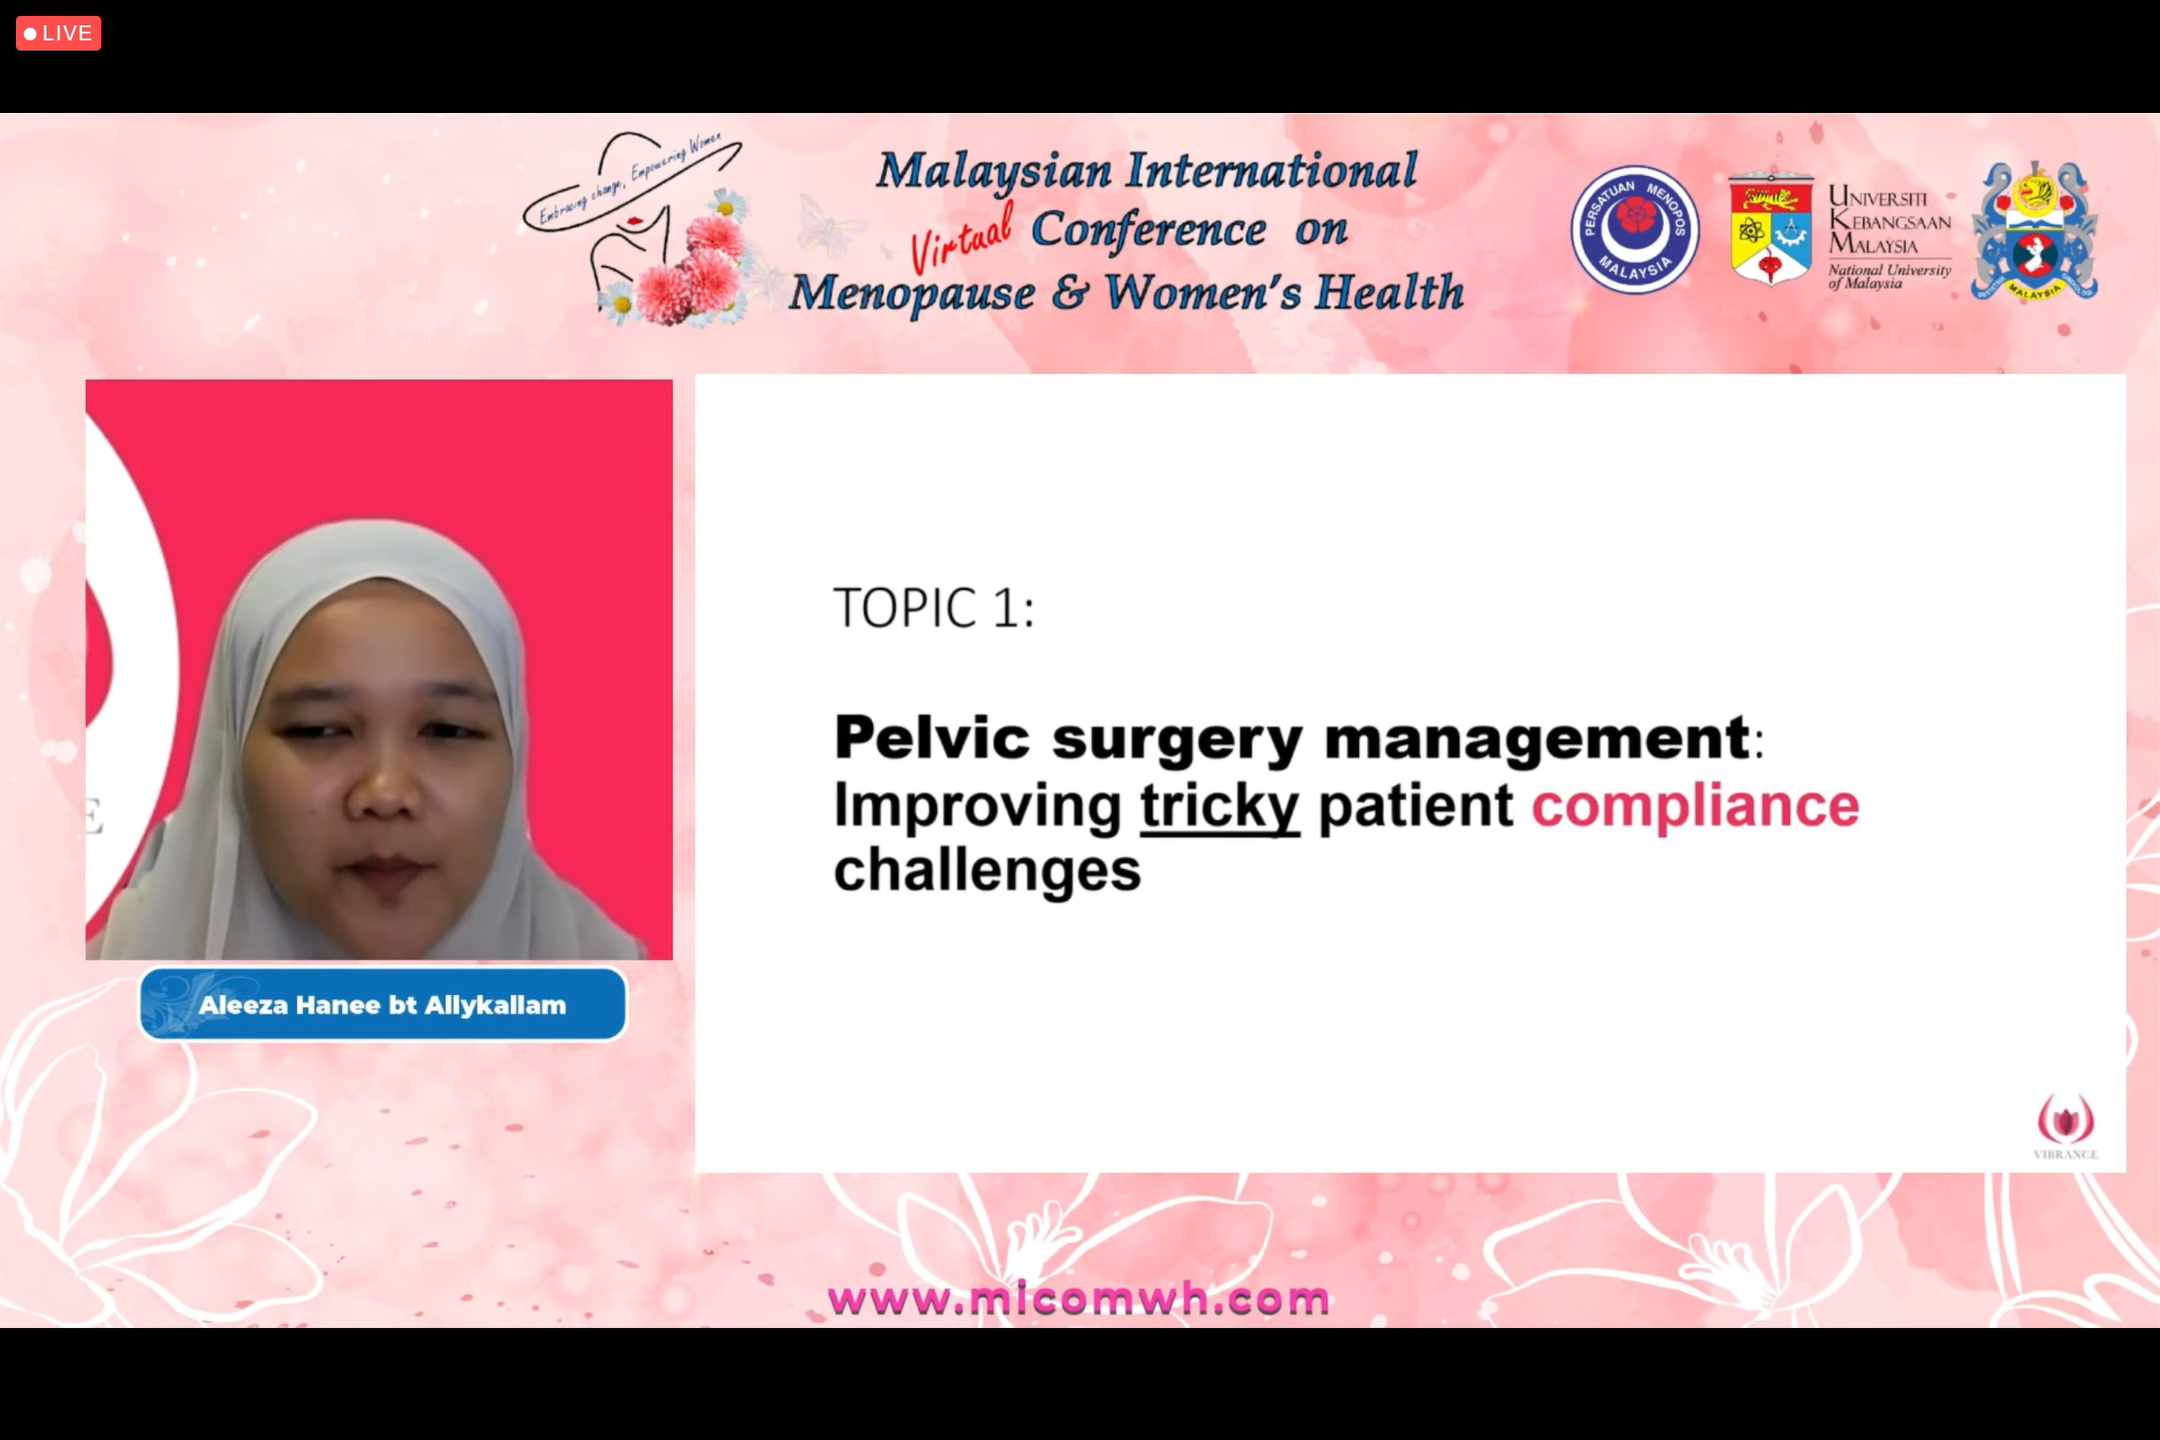 LIVE
Embracing change, Empowering Women
Malaysian International
Virtual Conference on
Menopause & Women's Health
PERSATUAN MENOPOS
MALAYSIA
UNIVERSITI
KEBANGSAAN
MALAYSIA
National University
of Malaysia
MALAYSIA
TOPIC 1:
Pelvic surgery management:
Improving tricky patient compliance
challenges
E
Aleeza Hanee bt Allykallam
VIBRANCE
www.micomwh.com